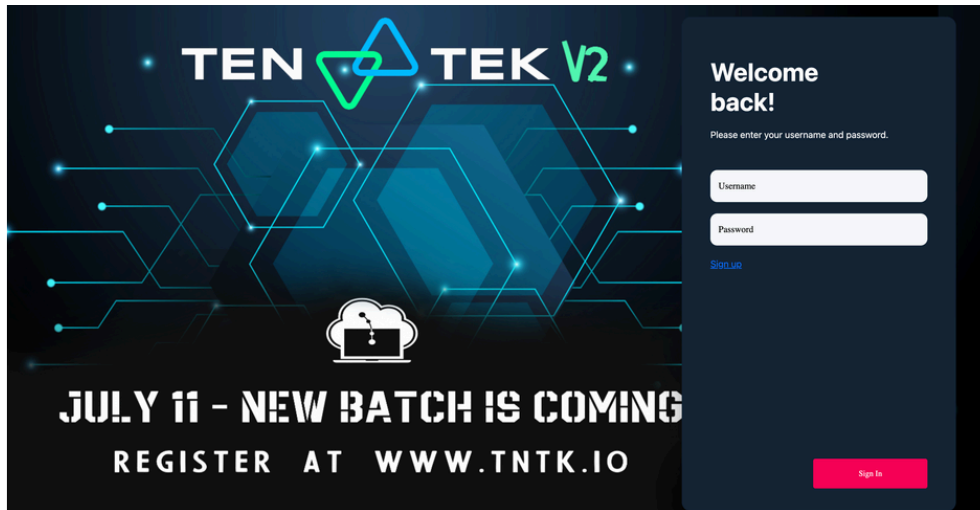 TEN TEK V2
JULY 11 - NEW BATCH IS COMING
REGISTER AT WWW.TNTK.IO
Welcome
back!
Please enter your username and password.
Username
Password
Sign up
Sign In